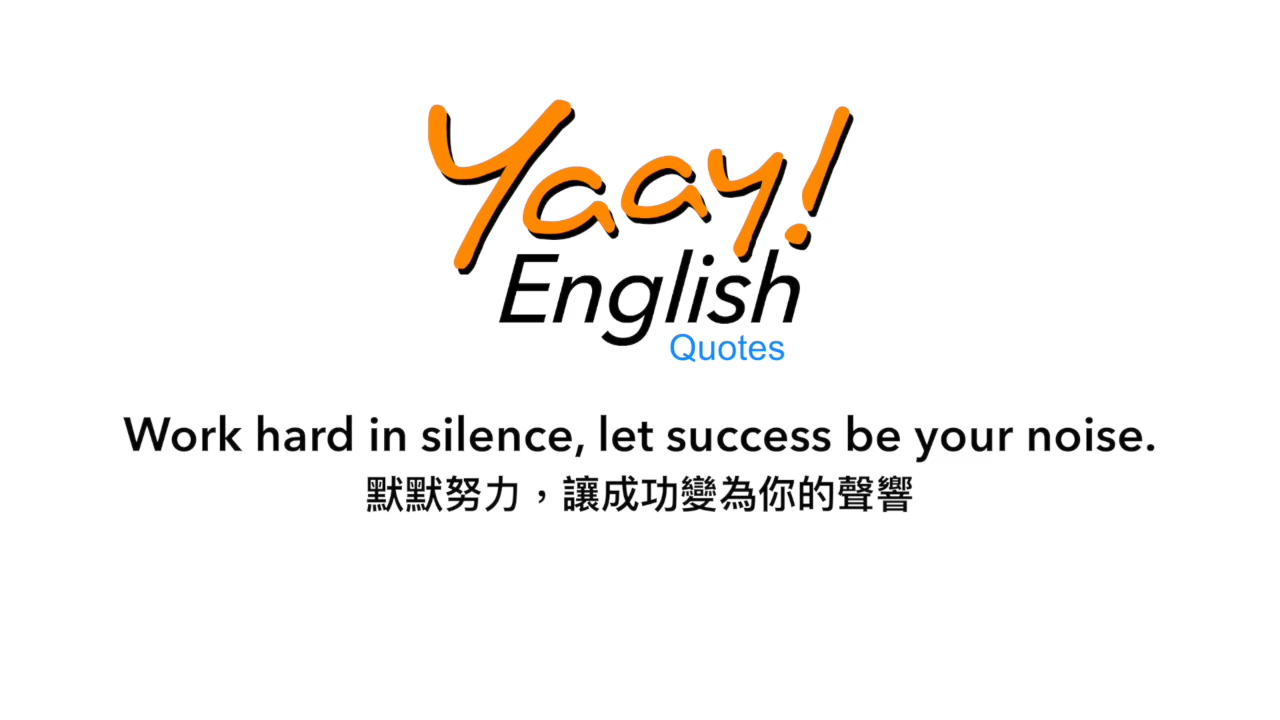 Yaay!
English
Quotes
Work hard in silence, let success be your noise.
默默努力，讓成功變為你的聲響